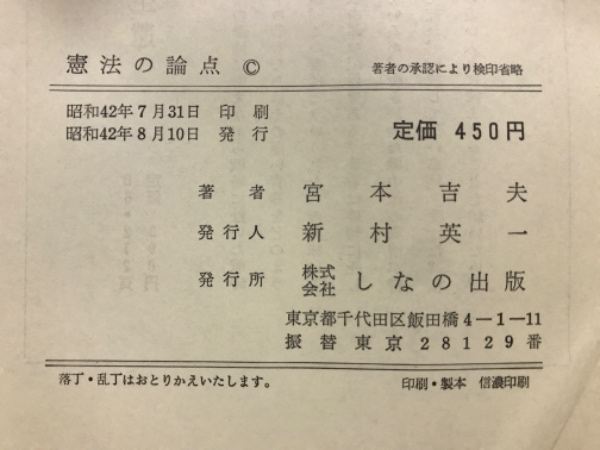 憲法の論点 © 著者の承認により検印省略
昭和42年7月31日 印刷
昭和42年8月10日 発行
定価 450円
著者 宮本吉夫
発行人 新村英一
発行所 株式会社 しなの出版
東京都千代田区飯田橋4―1―11
振替東京28129番
落丁・乱丁はおとりかえいたします。 印刷・製本 信濃印刷